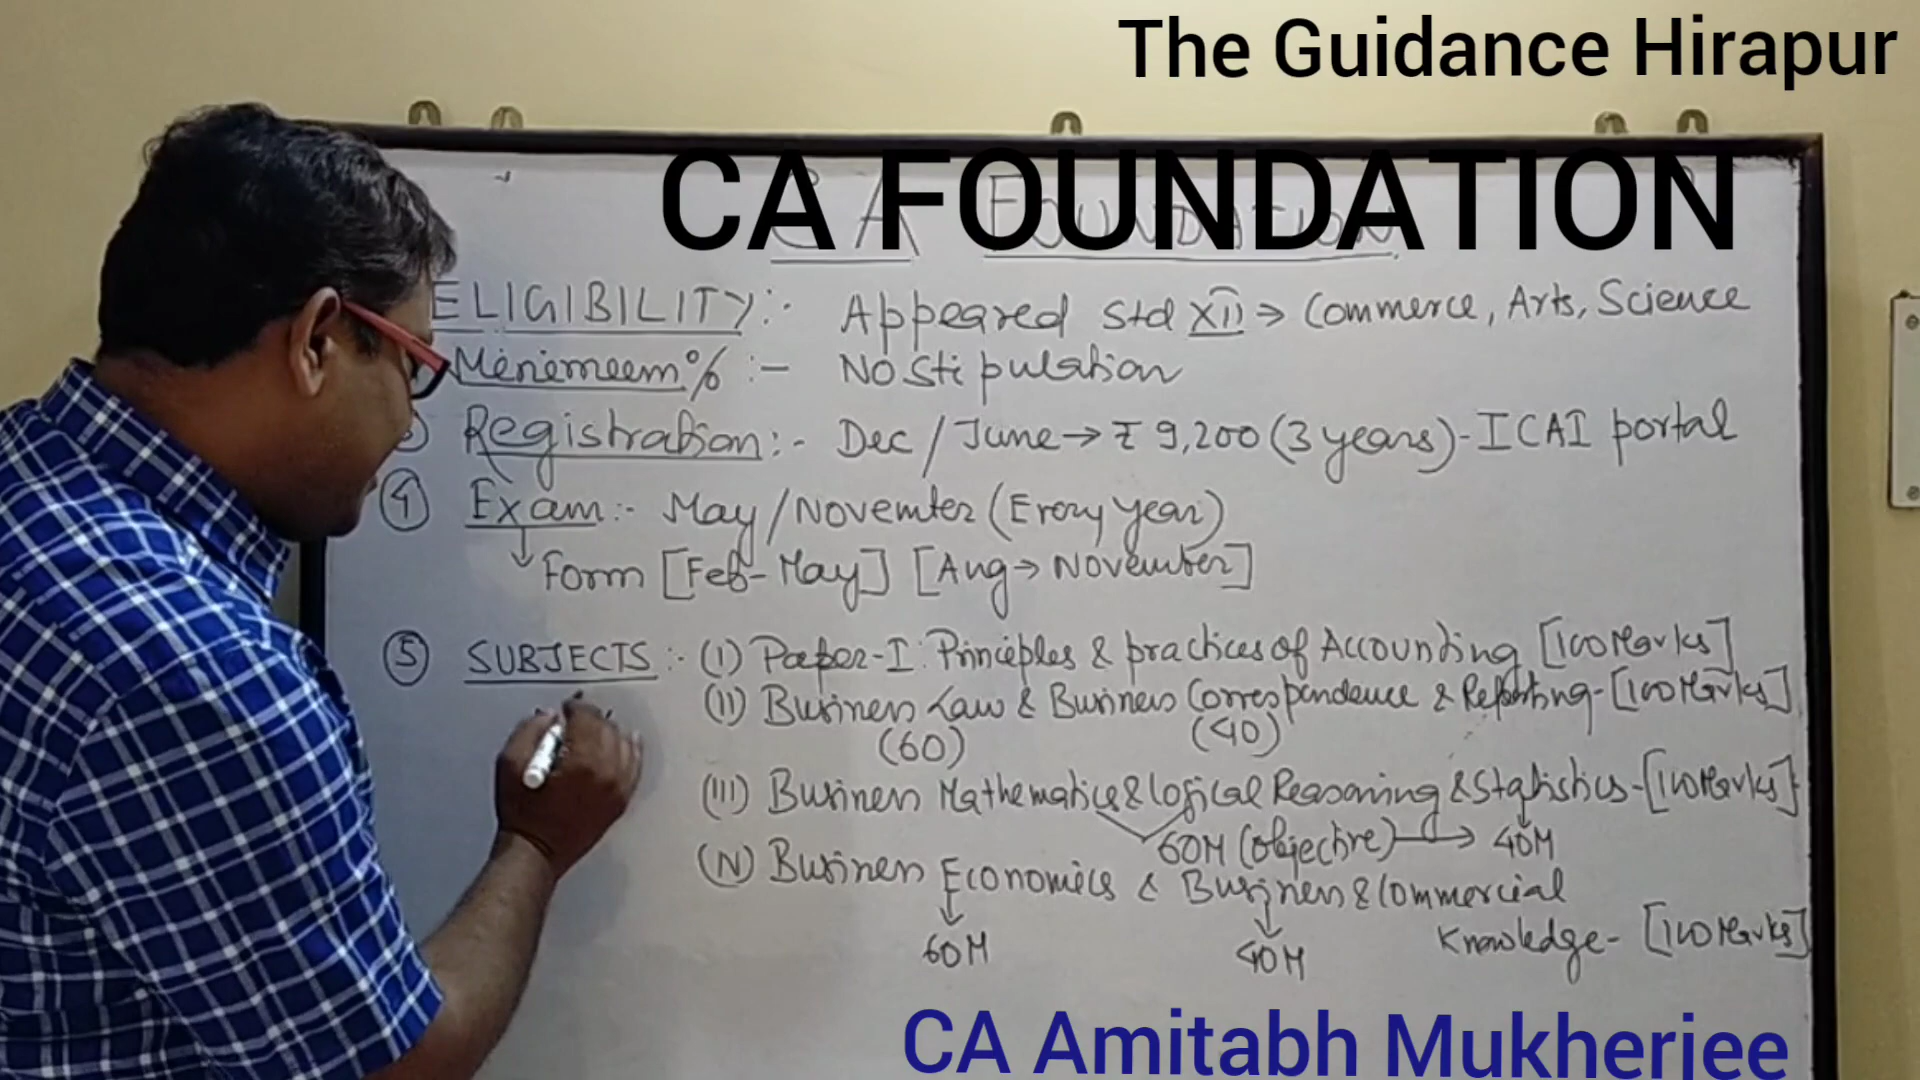 The Guidance Hirapur
CA FOUNDATION
CA FOUNDATION
ELIGIBILITY:- Appeared Std XII → Commerce, Arts, Science
Minimum % :- No Stipulation
Registration:- Dec / June → ₹ 9,200 (3 years) - ICAI portal
④ Exam:- May / November (Every year)
↓ Form [Feb - May] [Aug → November]
⑤ SUBJECTS :- (I) Paper-I: Principles & practices of Accounting [100 Marks]
(II) Business Law & Business Correspondence & Reporting - [100 Marks]
(60) (40)
(III) Business Mathematics & Logical Reasoning & Statistics - [100 Marks]
60M (objective) → 40M
(IV) Business Economics & Business & Commercial
Knowledge - [100 Marks]
60M 40M
CA Amitabh Mukherjee